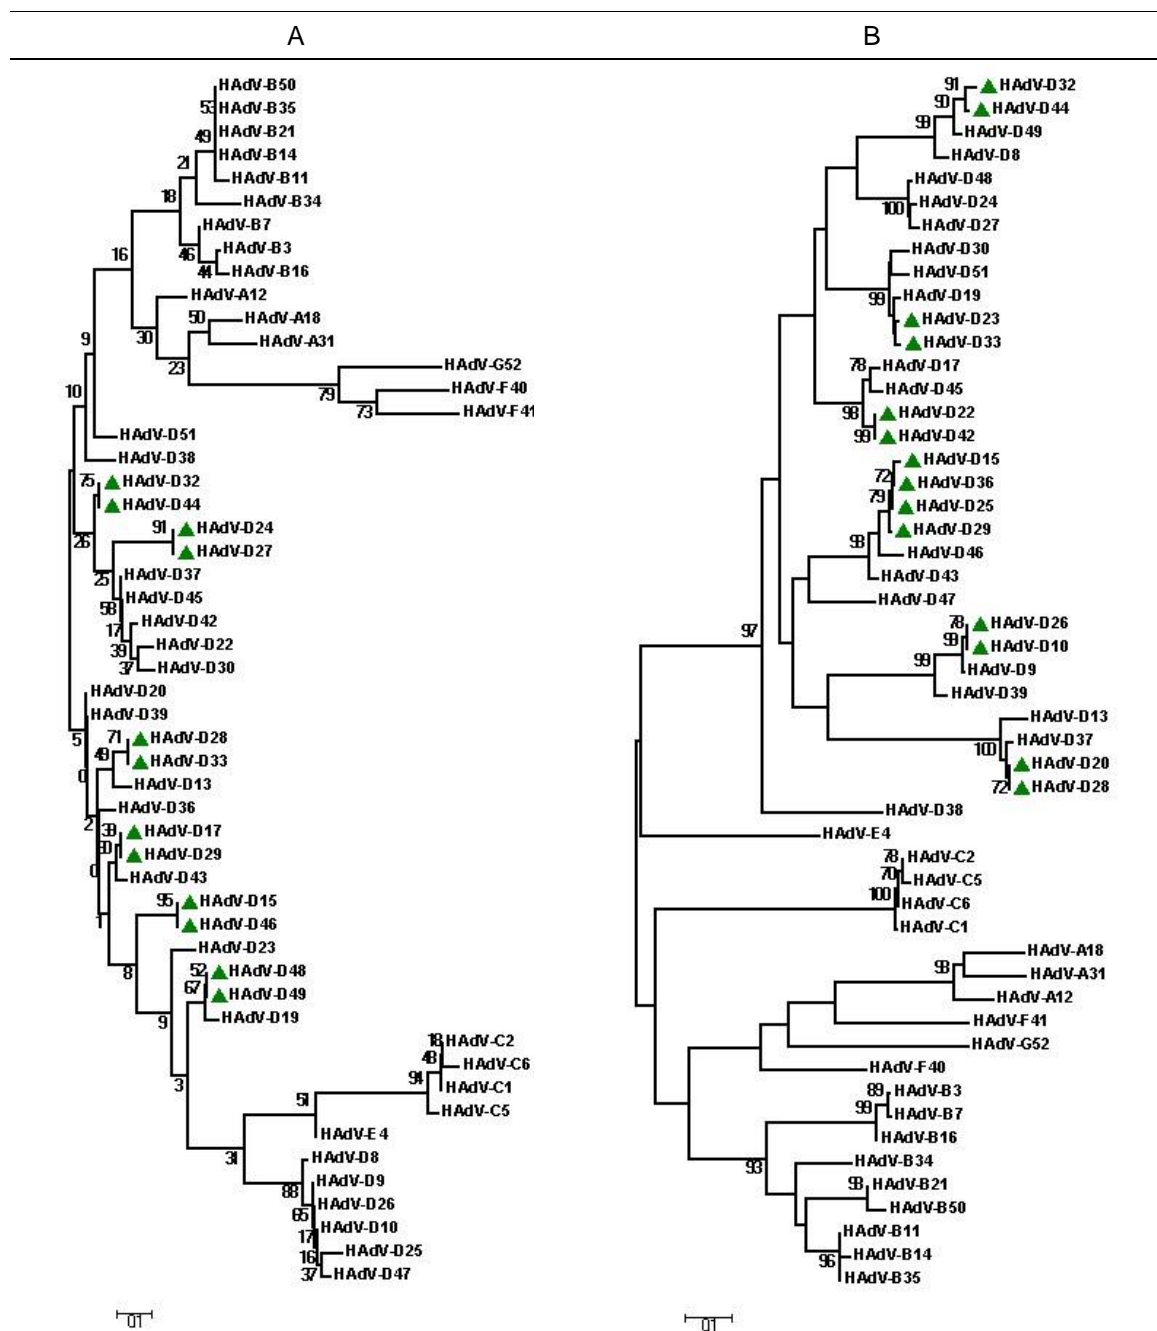 A
B
HAdV-B50
53 HAdV-B35
HAdV-B21
49 HAdV-B14
21 HAdV-B11
HAdV-B34
18 HAdV-B7
46 HAdV-B3
44 HAdV-B16
16 HAdV-A12
50 HAdV-A18
30 HAdV-A31
23 HAdV-G52
79 HAdV-F40
73 HAdV-F41
9
10 HAdV-D51
HAdV-D38
75 HAdV-D32
HAdV-D44
91 HAdV-D24
26 HAdV-D27
25 HAdV-D37
58 HAdV-D45
17 HAdV-D42
39 HAdV-D22
37 HAdV-D30
HAdV-D20
HAdV-D39
5 71 HAdV-D28
49 HAdV-D33
0 HAdV-D13
HAdV-D36
2 39 HAdV-D17
HAdV-D29
0 HAdV-D43
95 HAdV-D15
HAdV-D46
HAdV-D23
8 52 HAdV-D48
67 HAdV-D49
9 HAdV-D19
18 HAdV-C2
48 HAdV-C6
94 HAdV-C1
3 51 HAdV-C5
HAdV-E4
31 HAdV-D8
88 HAdV-D9
65 HAdV-D26
17 HAdV-D10
16 HAdV-D25
37 HAdV-D47
0.1
91 HAdV-D32
90 HAdV-D44
99 HAdV-D49
HAdV-D8
HAdV-D48
100 HAdV-D24
HAdV-D27
HAdV-D30
HAdV-D51
99 HAdV-D19
HAdV-D23
HAdV-D33
78 HAdV-D17
HAdV-D45
98 HAdV-D22
99 HAdV-D42
HAdV-D15
72 HAdV-D36
79 HAdV-D25
HAdV-D29
98 HAdV-D46
HAdV-D43
HAdV-D47
97 78 HAdV-D26
99 HAdV-D10
99 HAdV-D9
HAdV-D39
HAdV-D13
100 HAdV-D37
HAdV-D20
72 HAdV-D28
HAdV-D38
HAdV-E4
78 HAdV-C2
70 HAdV-C5
100 HAdV-C6
HAdV-C1
HAdV-A18
98 HAdV-A31
HAdV-A12
HAdV-F41
HAdV-G52
HAdV-F40
89 HAdV-B3
99 HAdV-B7
HAdV-B16
93 HAdV-B34
98 HAdV-B21
HAdV-B50
HAdV-B11
96 HAdV-B14
HAdV-B35
0.1